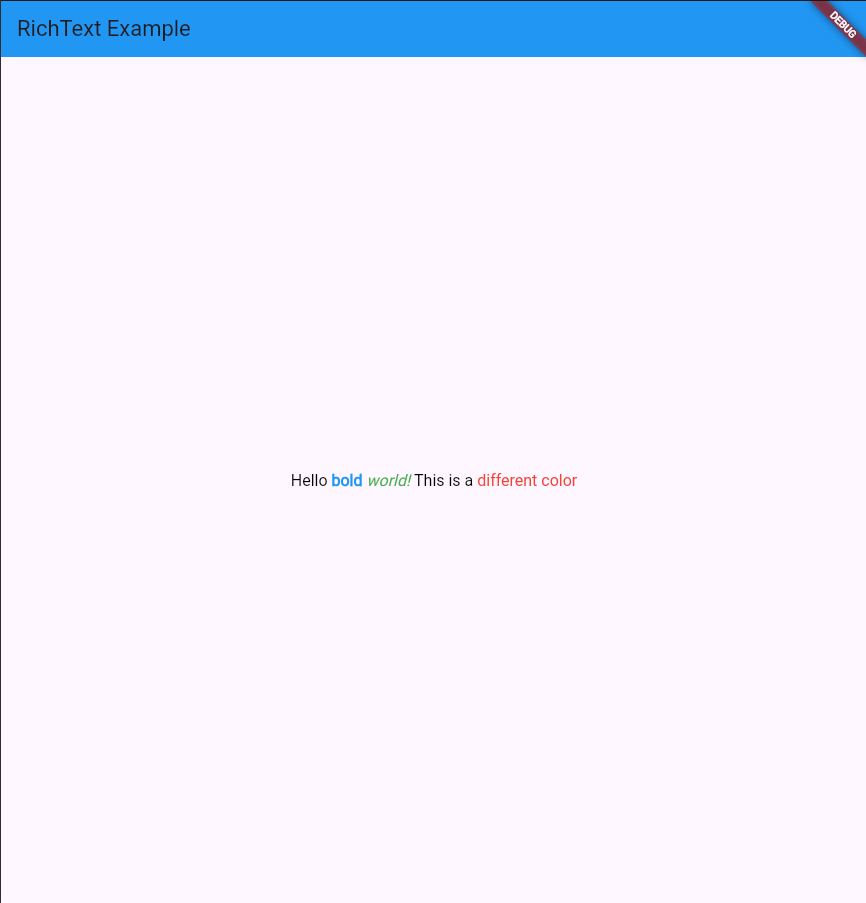 RichText Example
DEBUG
Hello bold world! This is a different color